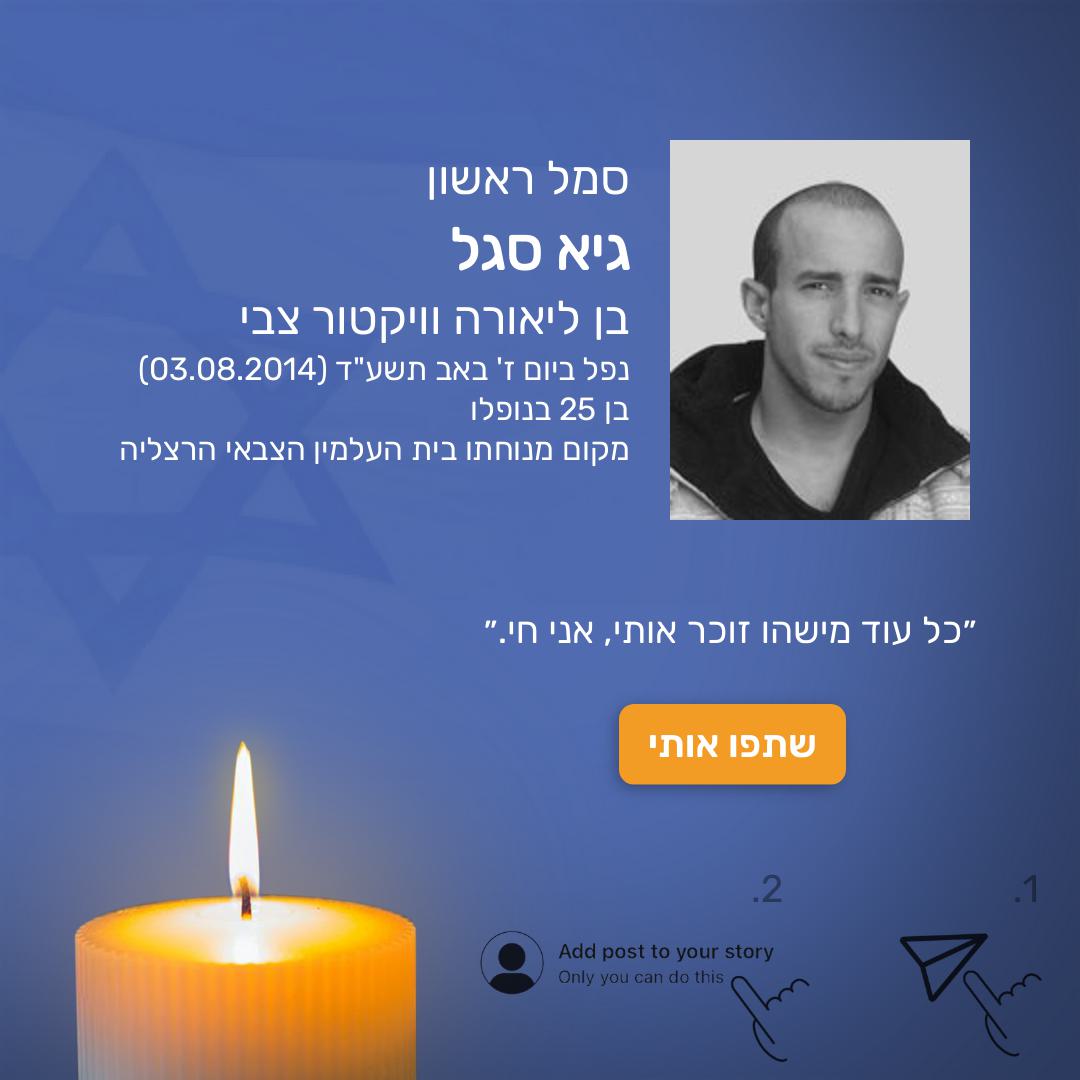 סמל ראשון
גיא סגל
בן ליאורה וויקטור צבי
נפל ביום ז' באב תשע"ד (03.08.2014)
בן 25 בנופלו
מקום מנוחתו בית העלמין הצבאי הרצליה
״כל עוד מישהו זוכר אותי, אני חי.״
שתפו אותי
1.
2.
Add post to your story
Only you can do this